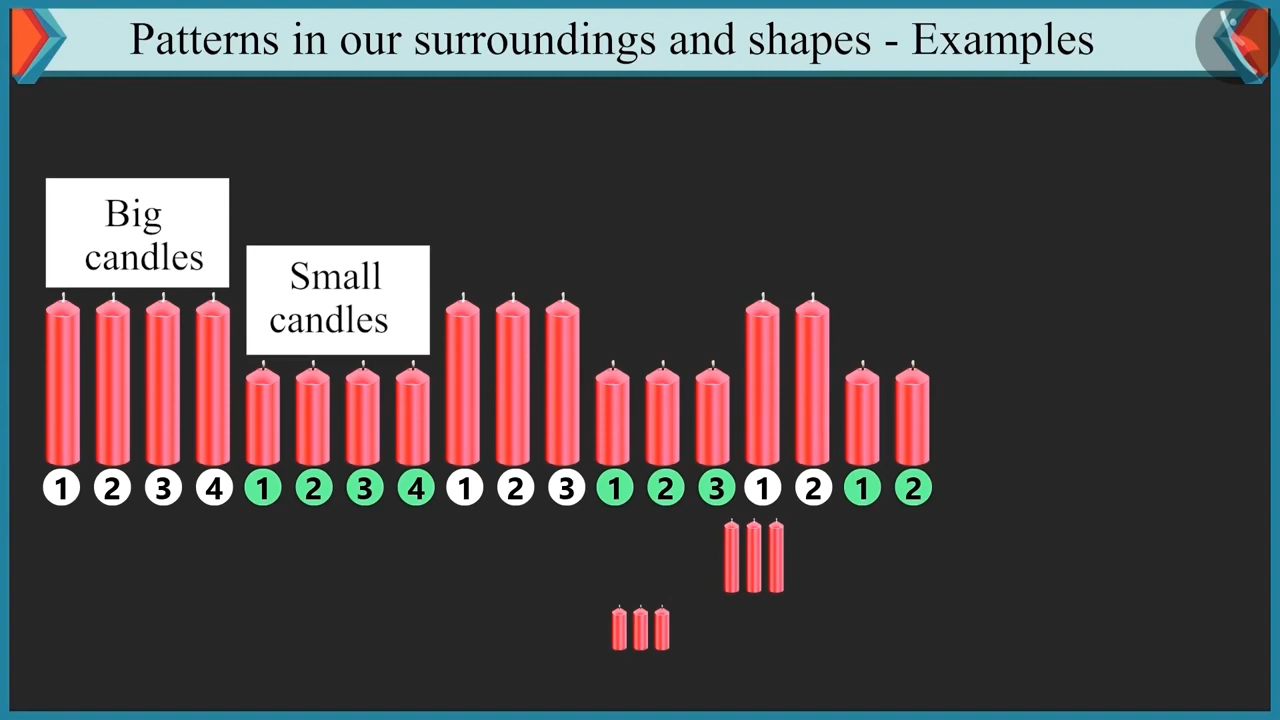 Patterns in our surroundings and shapes - Examples
Big
candles
Small
candles
1 2 3 4 1 2 3 4 1 2 3 1 2 3 1 2 1 2